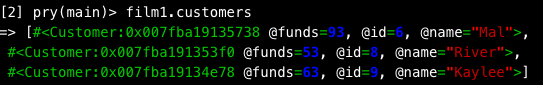 [2] pry(main)> film1.customers
=> [#<Customer:0x007fba19135738 @funds=93, @id=6, @name="Mal">,
#<Customer:0x007fba191353f0 @funds=53, @id=8, @name="River">,
#<Customer:0x007fba19134e78 @funds=63, @id=9, @name="Kaylee">]